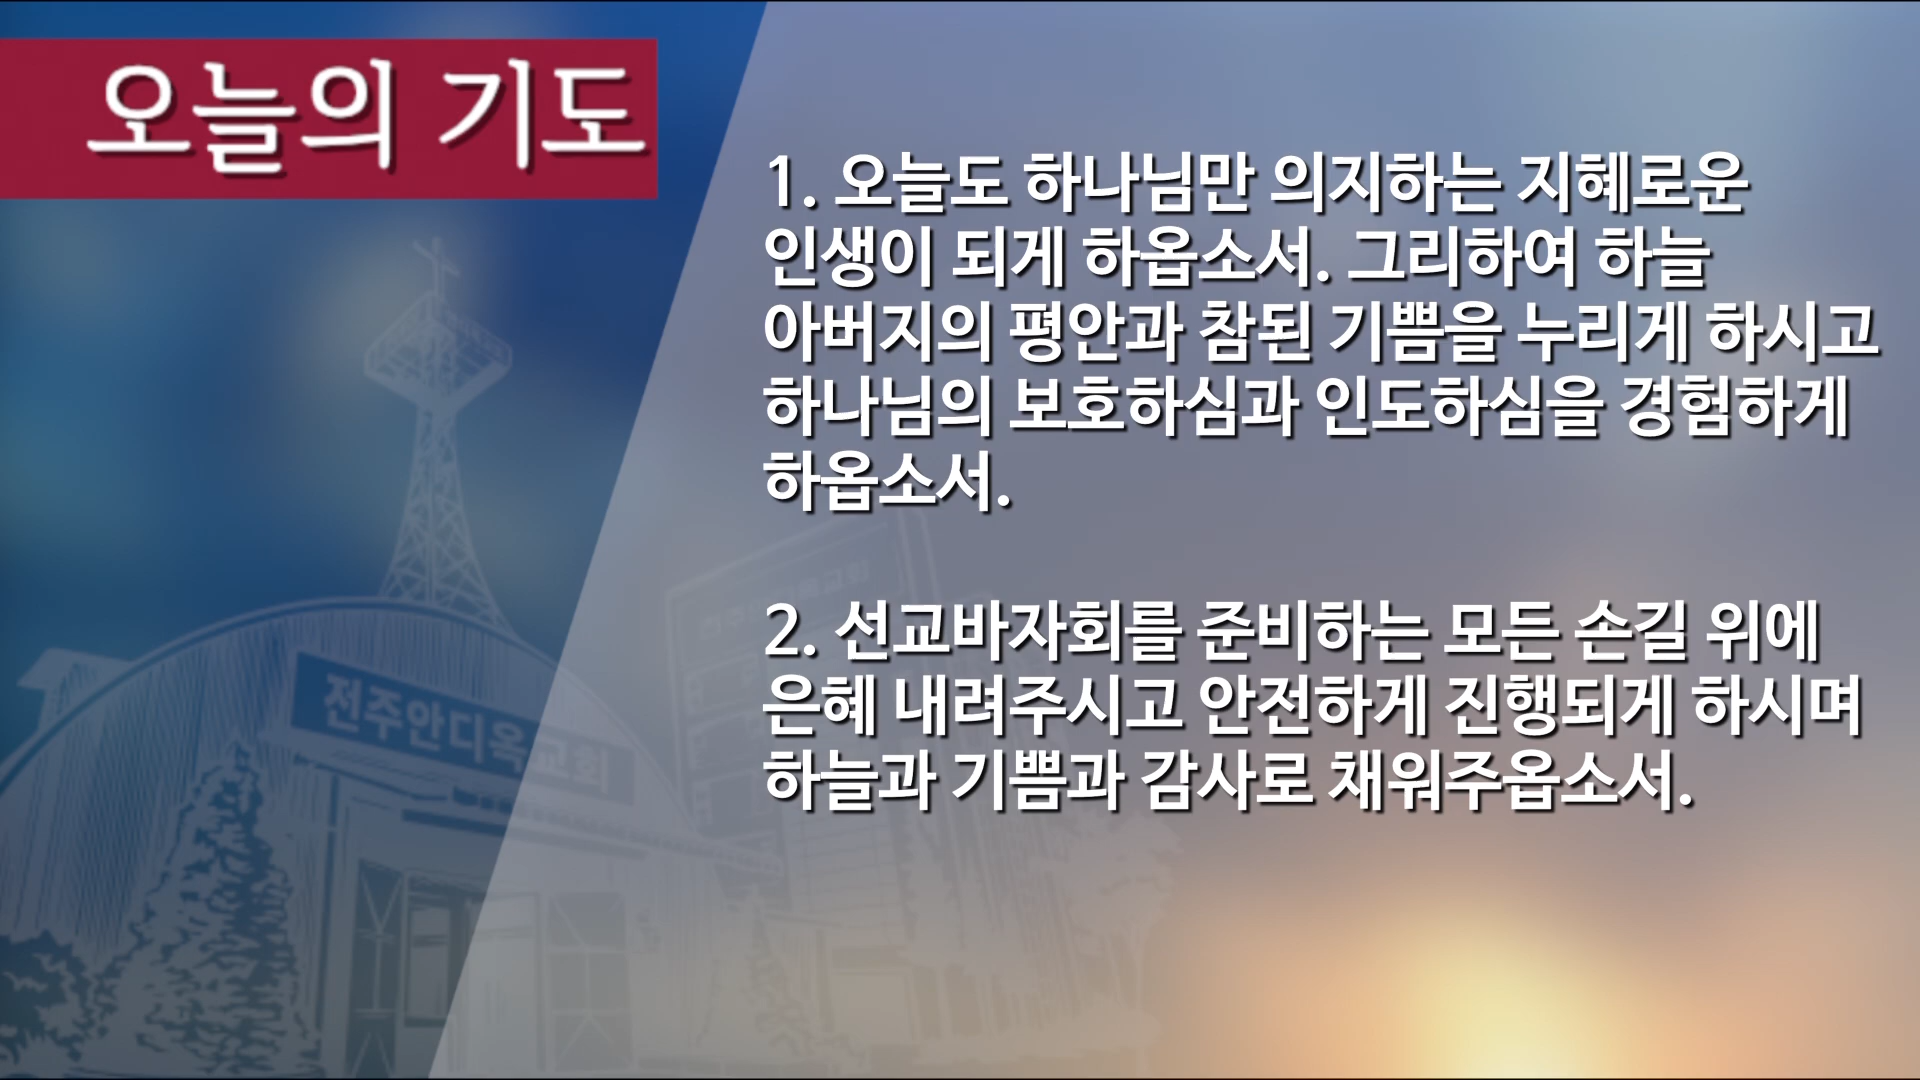 오늘의 기도
1. 오늘도 하나님만 의지하는 지혜로운
인생이 되게 하옵소서. 그리하여 하늘
아버지의 평안과 참된 기쁨을 누리게 하시고
하나님의 보호하심과 인도하심을 경험하게
하옵소서.
2. 선교바자회를 준비하는 모든 손길 위에
은혜 내려주시고 안전하게 진행되게 하시며
하늘과 기쁨과 감사로 채워주옵소서.
전주안디옥교회